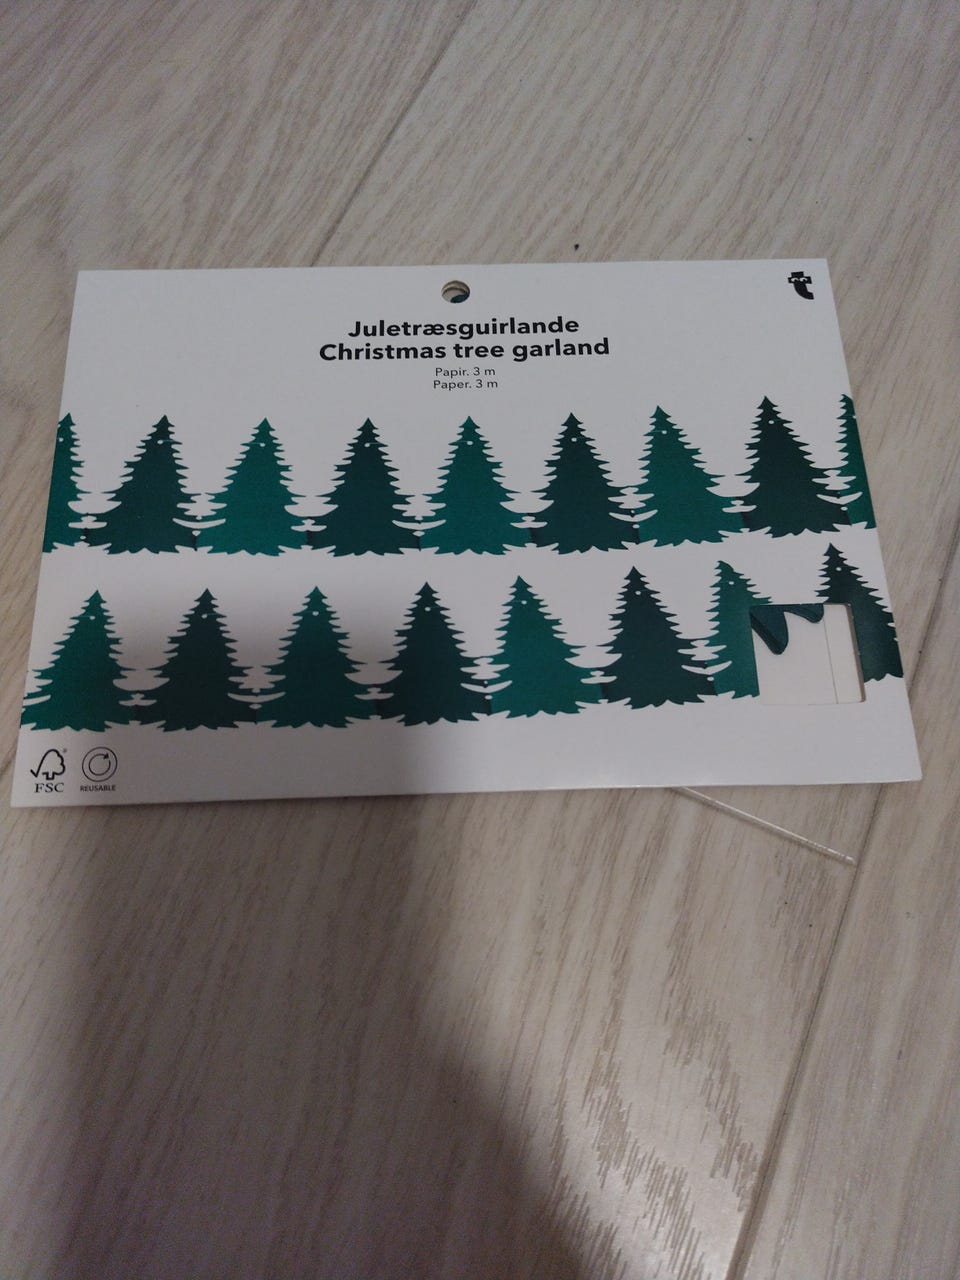 Juletræsguirlande
Christmas tree garland
Papir. 3 m
Paper. 3 m
FSC
REUSABLE